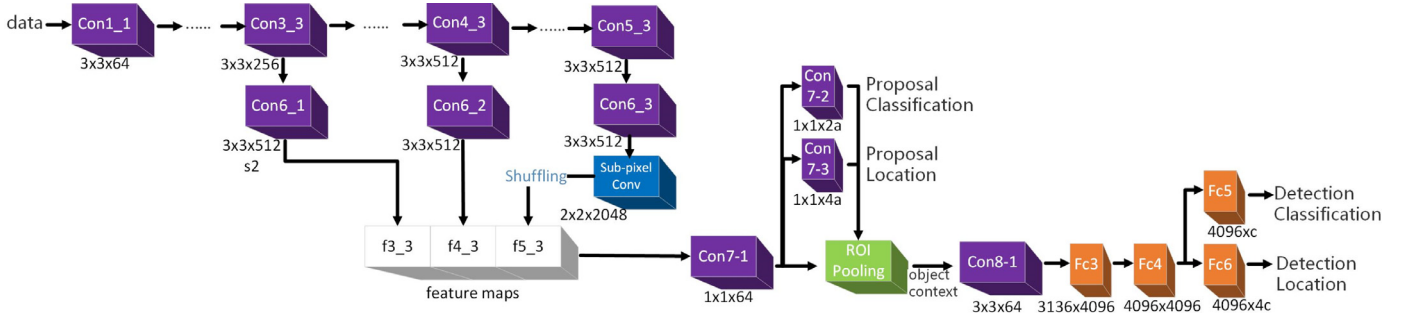 data
Con1_1
3x3x64
......
Con3_3
3x3x256
......
Con4_3
3x3x512
......
Con5_3
3x3x512
Con6_1
3x3x512
s2
Con6_2
3x3x512
Con6_3
3x3x512
Shuffling
Sub-pixel
Conv
2x2x2048
f3_3
f4_3
f5_3
feature maps
Con7-1
1x1x64
Con
7-2
1x1x2a
Proposal
Classification
Con
7-3
1x1x4a
Proposal
Location
ROI
Pooling
object
context
Con8-1
3x3x64
Fc3
3136x4096
Fc4
4096x4096
Fc5
4096xc
Detection
Classification
Fc6
4096x4c
Detection
Location